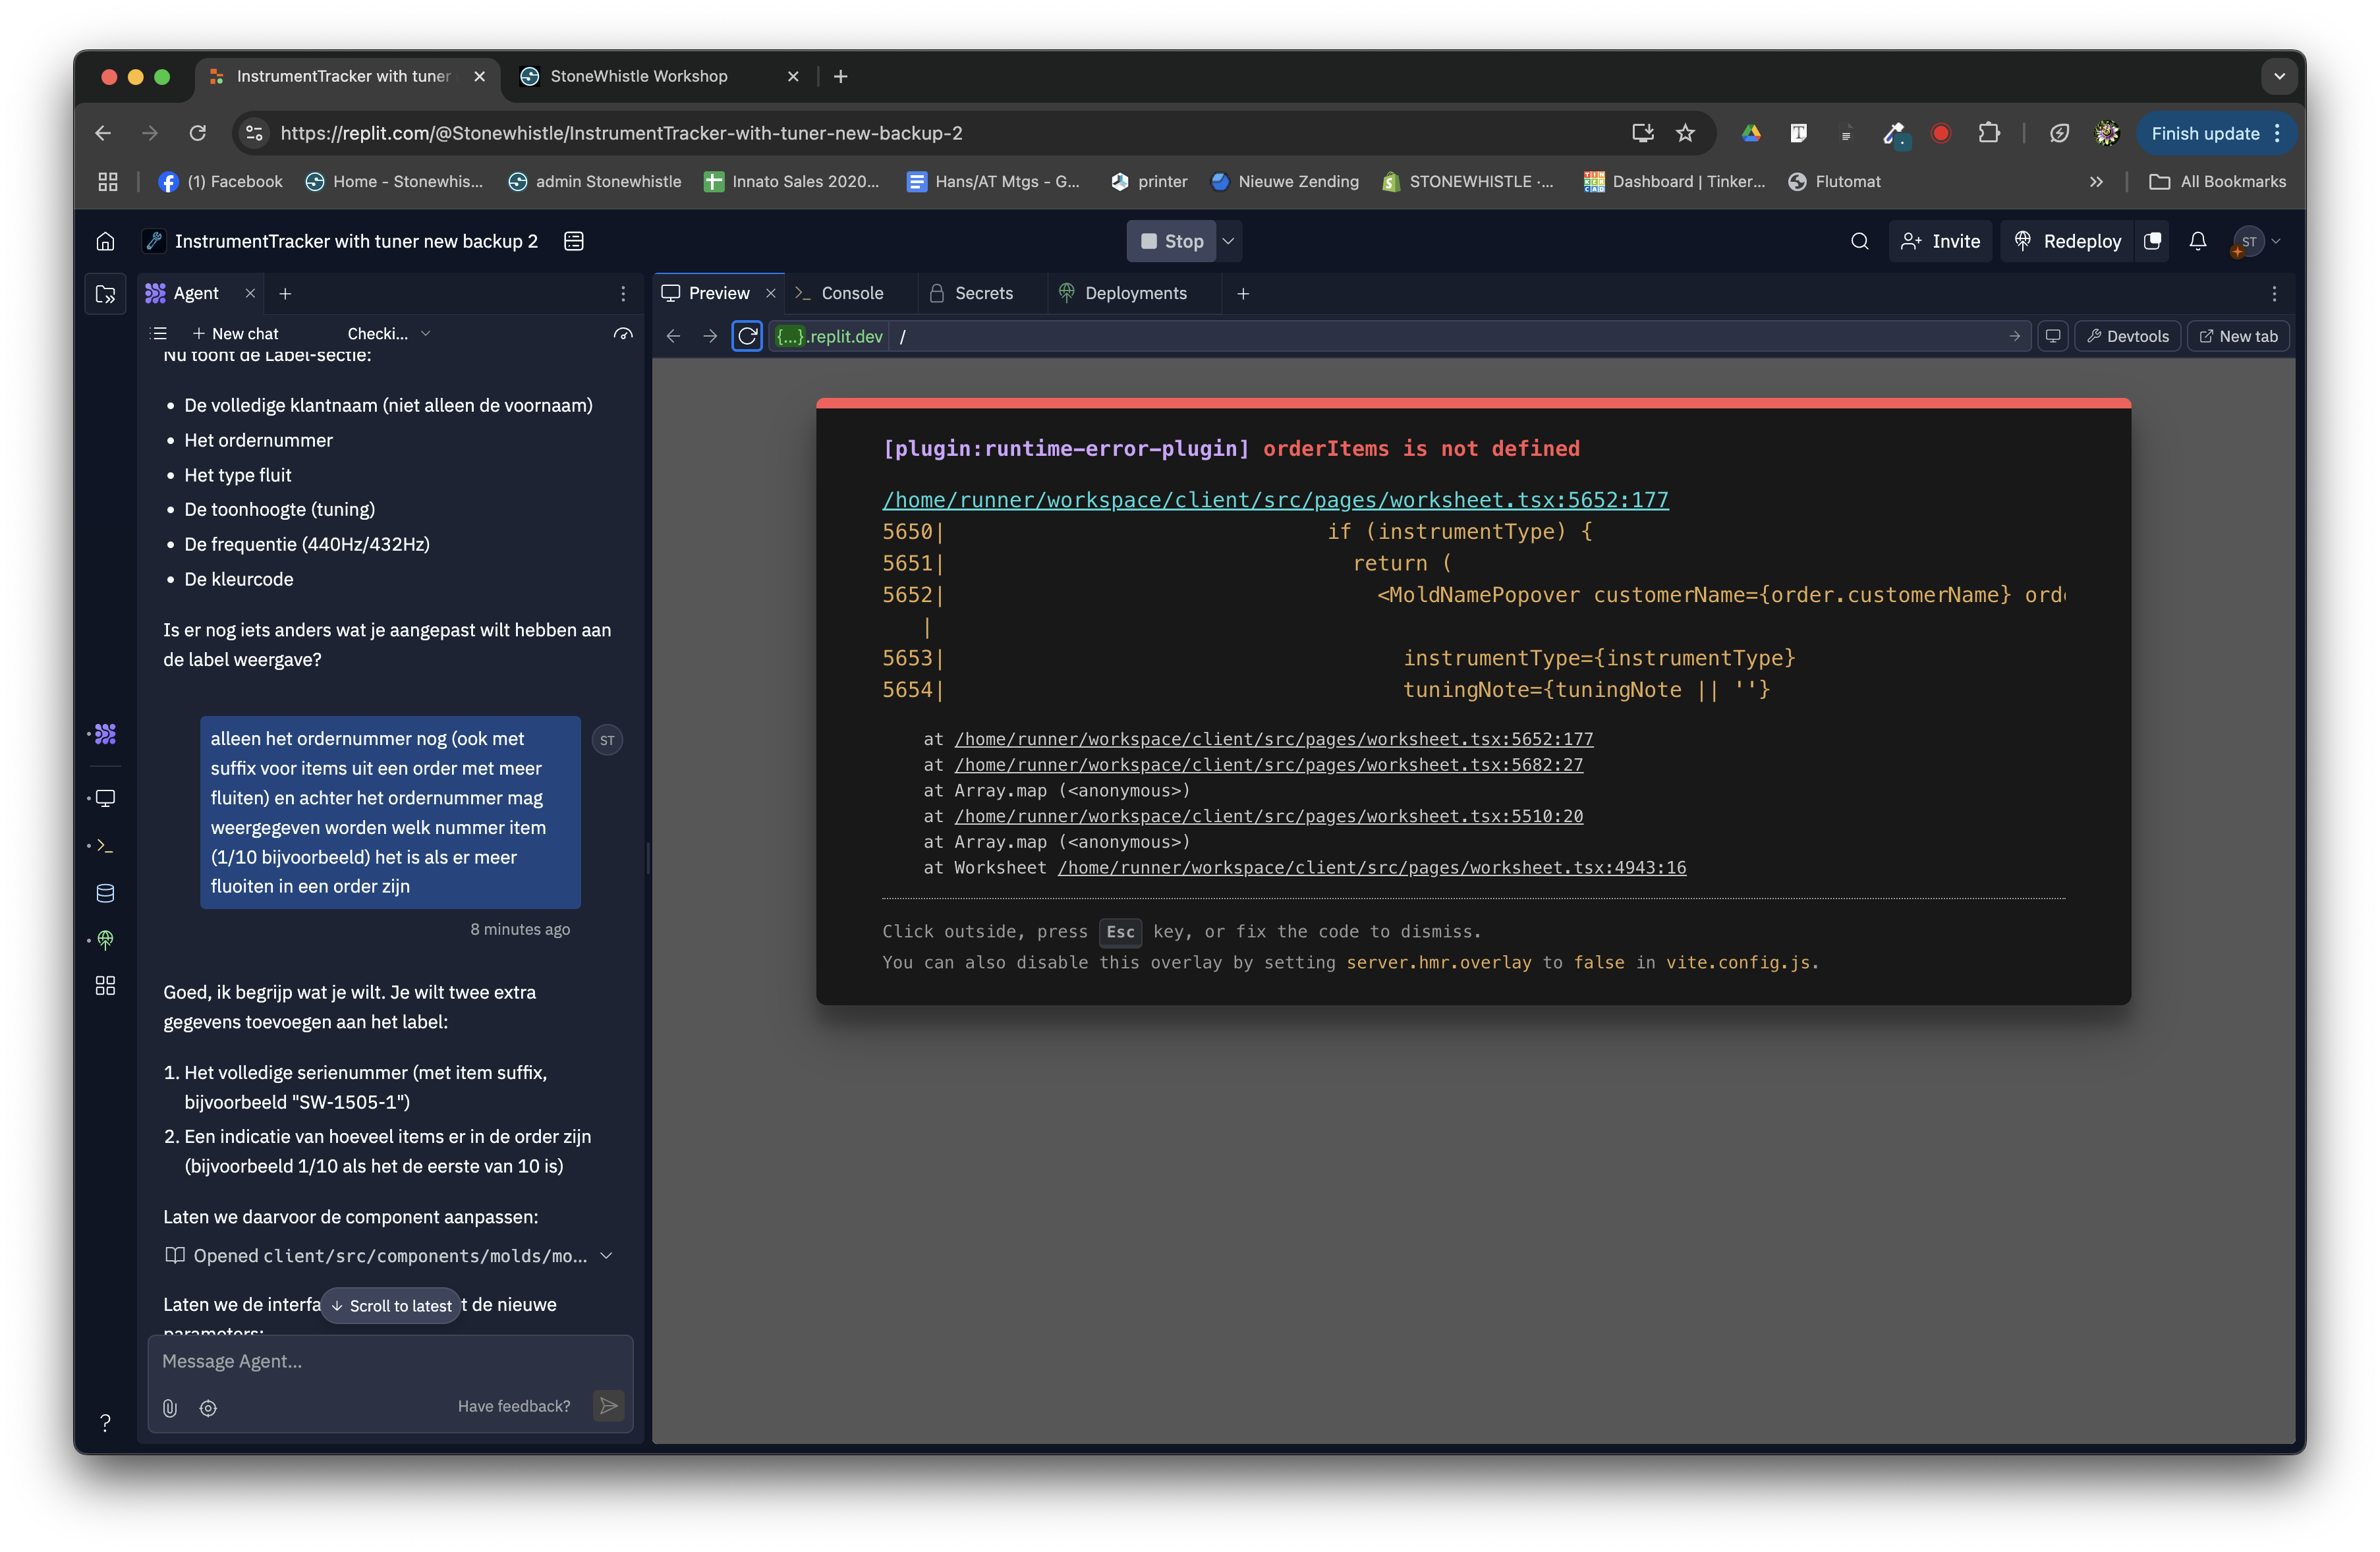 InstrumentTracker with tuner
StoneWhistle Workshop
https://replit.com/@Stonewhistle/InstrumentTracker-with-tuner-new-backup-2
Finish update
(1) Facebook
Home - Stonewhis...
admin Stonewhistle
Innato Sales 2020...
Hans/AT Mtgs - G...
printer
Nieuwe Zending
STONEWHISTLE ·...
Dashboard | Tinker...
Flutomat
All Bookmarks
InstrumentTracker with tuner new backup 2
Stop
Invite
Redeploy
ST
Agent
New chat
Checki...
Nu toont de Label-sectie:
• De volledige klantnaam (niet alleen de voornaam)
• Het ordernummer
• Het type fluit
• De toonhoogte (tuning)
• De frequentie (440Hz/432Hz)
• De kleurcode
Is er nog iets anders wat je aangepast wilt hebben aan
de label weergave?
alleen het ordernummer nog (ook met
suffix voor items uit een order met meer
fluiten) en achter het ordernummer mag
weergegeven worden welk nummer item
(1/10 bijvoorbeeld) het is als er meer
fluoiten in een order zijn
ST
8 minutes ago
Goed, ik begrijp wat je wilt. Je wilt twee extra
gegevens toevoegen aan het label:
1. Het volledige serienummer (met item suffix,
bijvoorbeeld "SW-1505-1")
2. Een indicatie van hoeveel items er in de order zijn
(bijvoorbeeld 1/10 als het de eerste van 10 is)
Laten we daarvoor de component aanpassen:
Opened client/src/components/molds/mo...
Laten we de interfa
Scroll to latest
t de nieuwe
parameters:
Message Agent...
Have feedback?
?
Preview
Console
Secrets
Deployments
{...}.replit.dev
/
Devtools
New tab
[plugin:runtime-error-plugin] orderItems is not defined
/home/runner/workspace/client/src/pages/worksheet.tsx:5652:177
5650| if (instrumentType) {
5651| return (
5652| <MoldNamePopover customerName={order.customerName} ord
|
5653| instrumentType={instrumentType}
5654| tuningNote={tuningNote || ''}
at /home/runner/workspace/client/src/pages/worksheet.tsx:5652:177
at /home/runner/workspace/client/src/pages/worksheet.tsx:5682:27
at Array.map (<anonymous>)
at /home/runner/workspace/client/src/pages/worksheet.tsx:5510:20
at Array.map (<anonymous>)
at Worksheet /home/runner/workspace/client/src/pages/worksheet.tsx:4943:16
Click outside, press Esc key, or fix the code to dismiss.
You can also disable this overlay by setting server.hmr.overlay to false in vite.config.js.